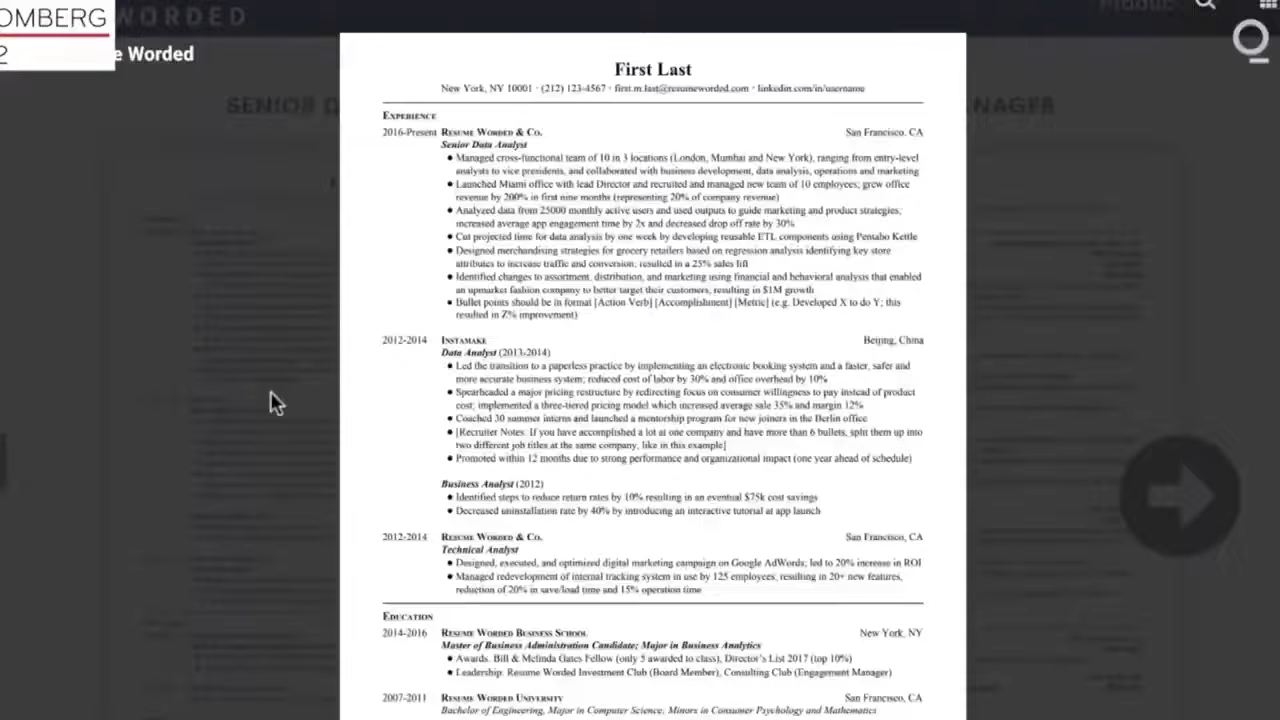 OMBERG
WORDED
Produc
2
e Worded
SENIOR D
ANAGER
First Last
New York, NY 10001 · (212) 123-4567 · first.m.last@resumeworded.com · linkedin.com/in/username
EXPERIENCE
2016-Present RESUME WORDED & CO. San Francisco, CA
Senior Data Analyst
● Managed cross-functional team of 10 in 3 locations (London, Mumbai and New York), ranging from entry-level
analysts to vice presidents, and collaborated with business development, data analysis, operations and marketing
● Launched Miami office with lead Director and recruited and managed new team of 10 employees; grew office
revenue by 200% in first nine months (representing 20% of company revenue)
● Analyzed data from 25000 monthly active users and used outputs to guide marketing and product strategies;
increased average app engagement time by 2x and decreased drop off rate by 30%
● Cut projected time for data analysis by one week by developing reusable ETL components using Pentaho Kettle
● Designed merchandising strategies for grocery retailers based on regression analysis identifying key store
attributes to increase traffic and conversion; resulted in a 25% sales lift
● Identified changes to assortment, distribution, and marketing using financial and behavioral analysis that enabled
an upmarket fashion company to better target their customers, resulting in $1M growth
● Bullet points should be in format [Action Verb] [Accomplishment] [Metric] (e.g. Developed X to do Y; this
resulted in Z% improvement)
2012-2014 INSTAMAKE Beijing, China
Data Analyst (2013-2014)
● Led the transition to a paperless practice by implementing an electronic booking system and a faster, safer and
more accurate business system; reduced cost of labor by 30% and office overhead by 10%
● Spearheaded a major pricing restructure by redirecting focus on consumer willingness to pay instead of product
cost; implemented a three-tiered pricing model which increased average sale 35% and margin 12%
● Coached 30 summer interns and launched a mentorship program for new joiners in the Berlin office
● [Recruiter Notes: If you have accomplished a lot at one company and have more than 6 bullets, split them up into
two different job titles at the same company, like in this example]
● Promoted within 12 months due to strong performance and organizational impact (one year ahead of schedule)
Business Analyst (2012)
● Identified steps to reduce return rates by 10% resulting in an eventual $75k cost savings
● Decreased uninstallation rate by 40% by introducing an interactive tutorial at app launch
2012-2014 RESUME WORDED & CO. San Francisco, CA
Technical Analyst
● Designed, executed, and optimized digital marketing campaign on Google AdWords; led to 20% increase in ROI
● Managed redevelopment of internal tracking system in use by 125 employees, resulting in 20+ new features,
reduction of 20% in save/load time and 15% operation time
EDUCATION
2014-2016 RESUME WORDED BUSINESS SCHOOL New York, NY
Master of Business Administration Candidate; Major in Business Analytics
● Awards: Bill & Melinda Gates Fellow (only 5 awarded to class), Director's List 2017 (top 10%)
● Leadership: Resume Worded Investment Club (Board Member), Consulting Club (Engagement Manager)
2007-2011 RESUME WORDED UNIVERSITY San Francisco, CA
Bachelor of Engineering, Major in Computer Science; Minors in Consumer Psychology and Mathematics